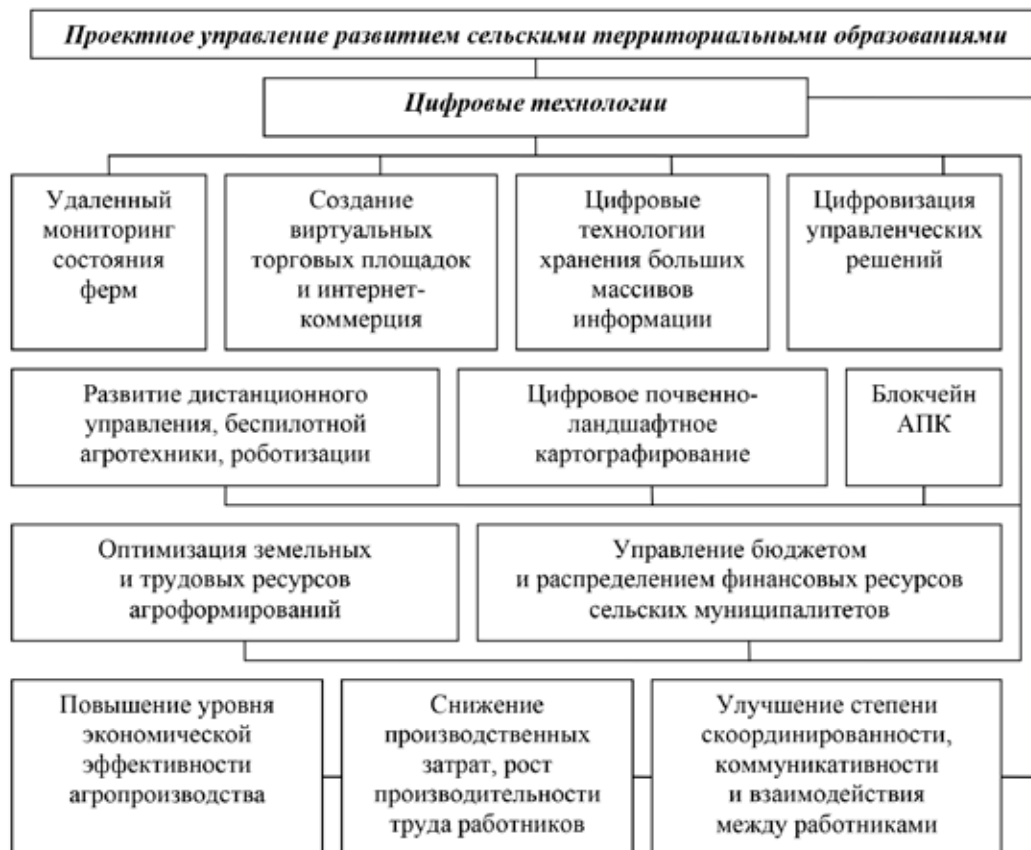 Проектное управление развитием сельскими территориальными образованиями
Цифровые технологии
Удаленный
мониторинг
состояния
ферм
Создание
виртуальных
торговых площадок
и интернет-
коммерция
Цифровые
технологии
хранения больших
массивов
информации
Цифровизация
управленческих
решений
Развитие дистанционного
управления, беспилотной
агротехники, роботизации
Цифровое почвенно-
ландшафтное
картографирование
Блокчейн
АПК
Оптимизация земельных
и трудовых ресурсов
агроформирований
Управление бюджетом
и распределением финансовых ресурсов
сельских муниципалитетов
Повышение уровня
экономической
эффективности
агропроизводства
Снижение
производственных
затрат, рост
производительности
труда работников
Улучшение степени
скоординированности,
коммуникативности
и взаимодействия
между работниками